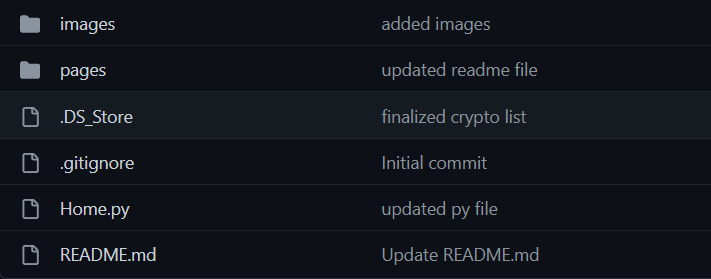 images added images
pages updated readme file
.DS_Store finalized crypto list
.gitignore Initial commit
Home.py updated py file
README.md Update README.md